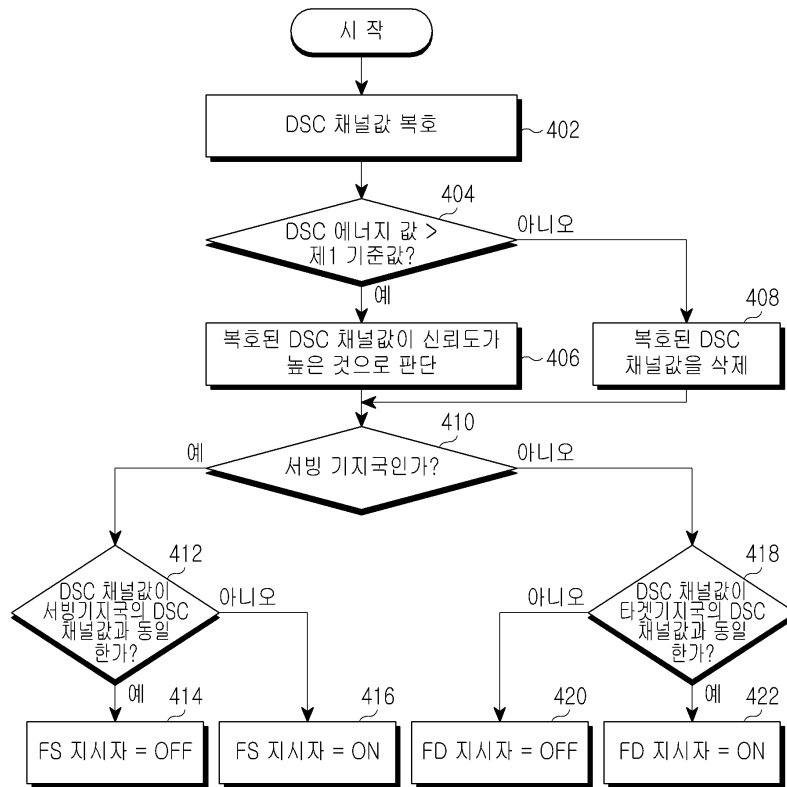 시 작
DSC 채널값 복호
402
404
DSC 에너지 값 >
제1 기준값?
아니오
예
복호된 DSC 채널값이 신뢰도가
높은 것으로 판단
406
408
복호된 DSC
채널값을 삭제
410
서빙 기지국인가?
예
아니오
412
DSC 채널값이
서빙기지국의 DSC
채널값과 동일
한가?
아니오
예
418
DSC 채널값이
타겟기지국의 DSC
채널값과 동일
한가?
아니오
예
414
FS 지시자 = OFF
416
FS 지시자 = ON
420
FD 지시자 = OFF
422
FD 지시자 = ON